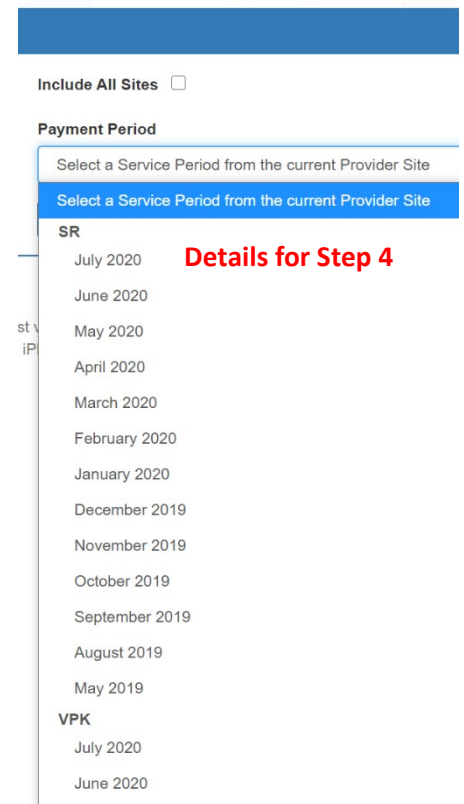 Include All Sites
Payment Period
Select a Service Period from the current Provider Site
Select a Service Period from the current Provider Site
SR
July 2020 Details for Step 4
June 2020
st
May 2020
iP
April 2020
March 2020
February 2020
January 2020
December 2019
November 2019
October 2019
September 2019
August 2019
May 2019
VPK
July 2020
June 2020